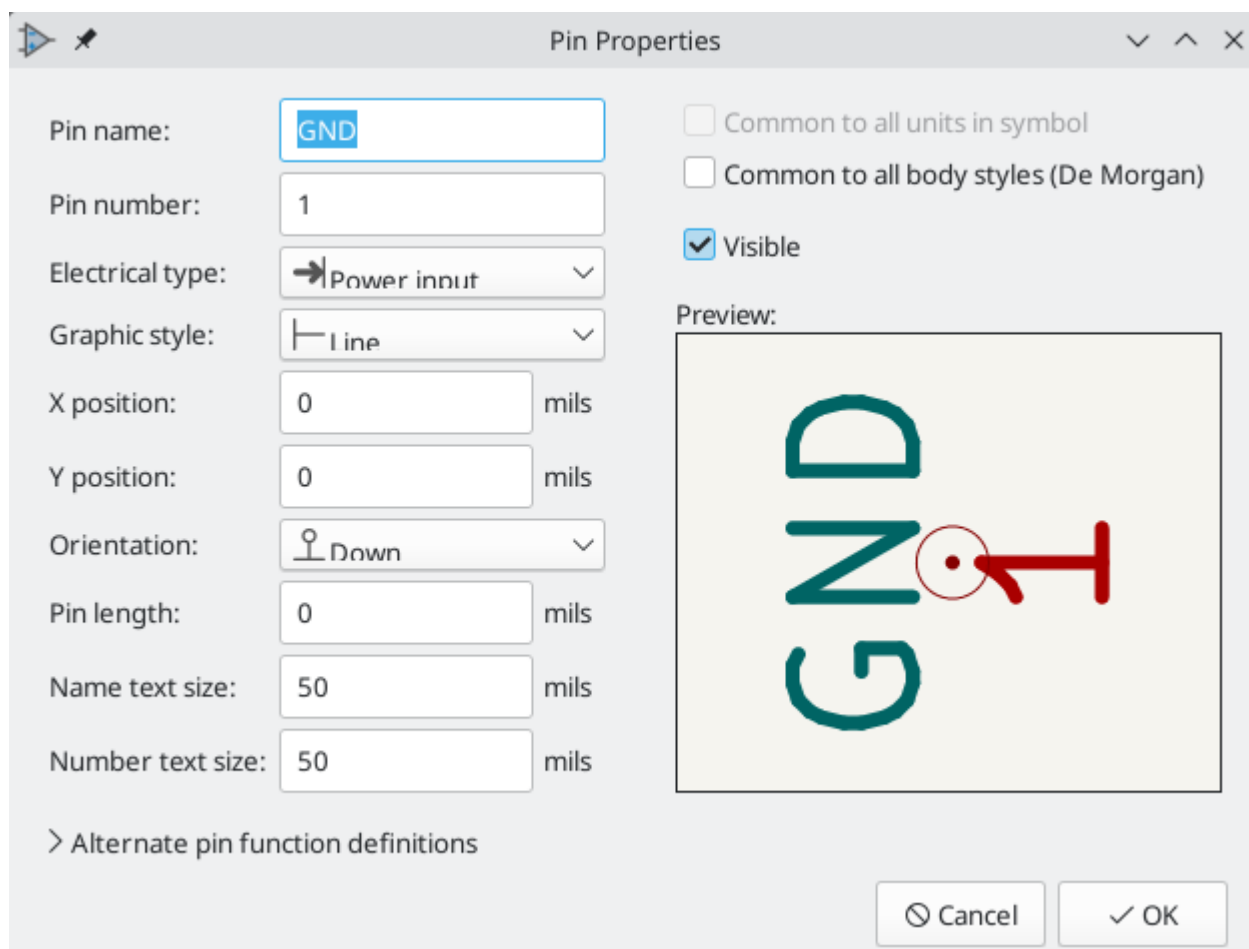 Pin Properties
Pin name: GND
Pin number: 1
Electrical type: Power input
Graphic style: Line
X position: 0 mils
Y position: 0 mils
Orientation: Down
Pin length: 0 mils
Name text size: 50 mils
Number text size: 50 mils
Alternate pin function definitions
Common to all units in symbol
Common to all body styles (De Morgan)
Visible
Preview:
GND
1
Cancel
OK